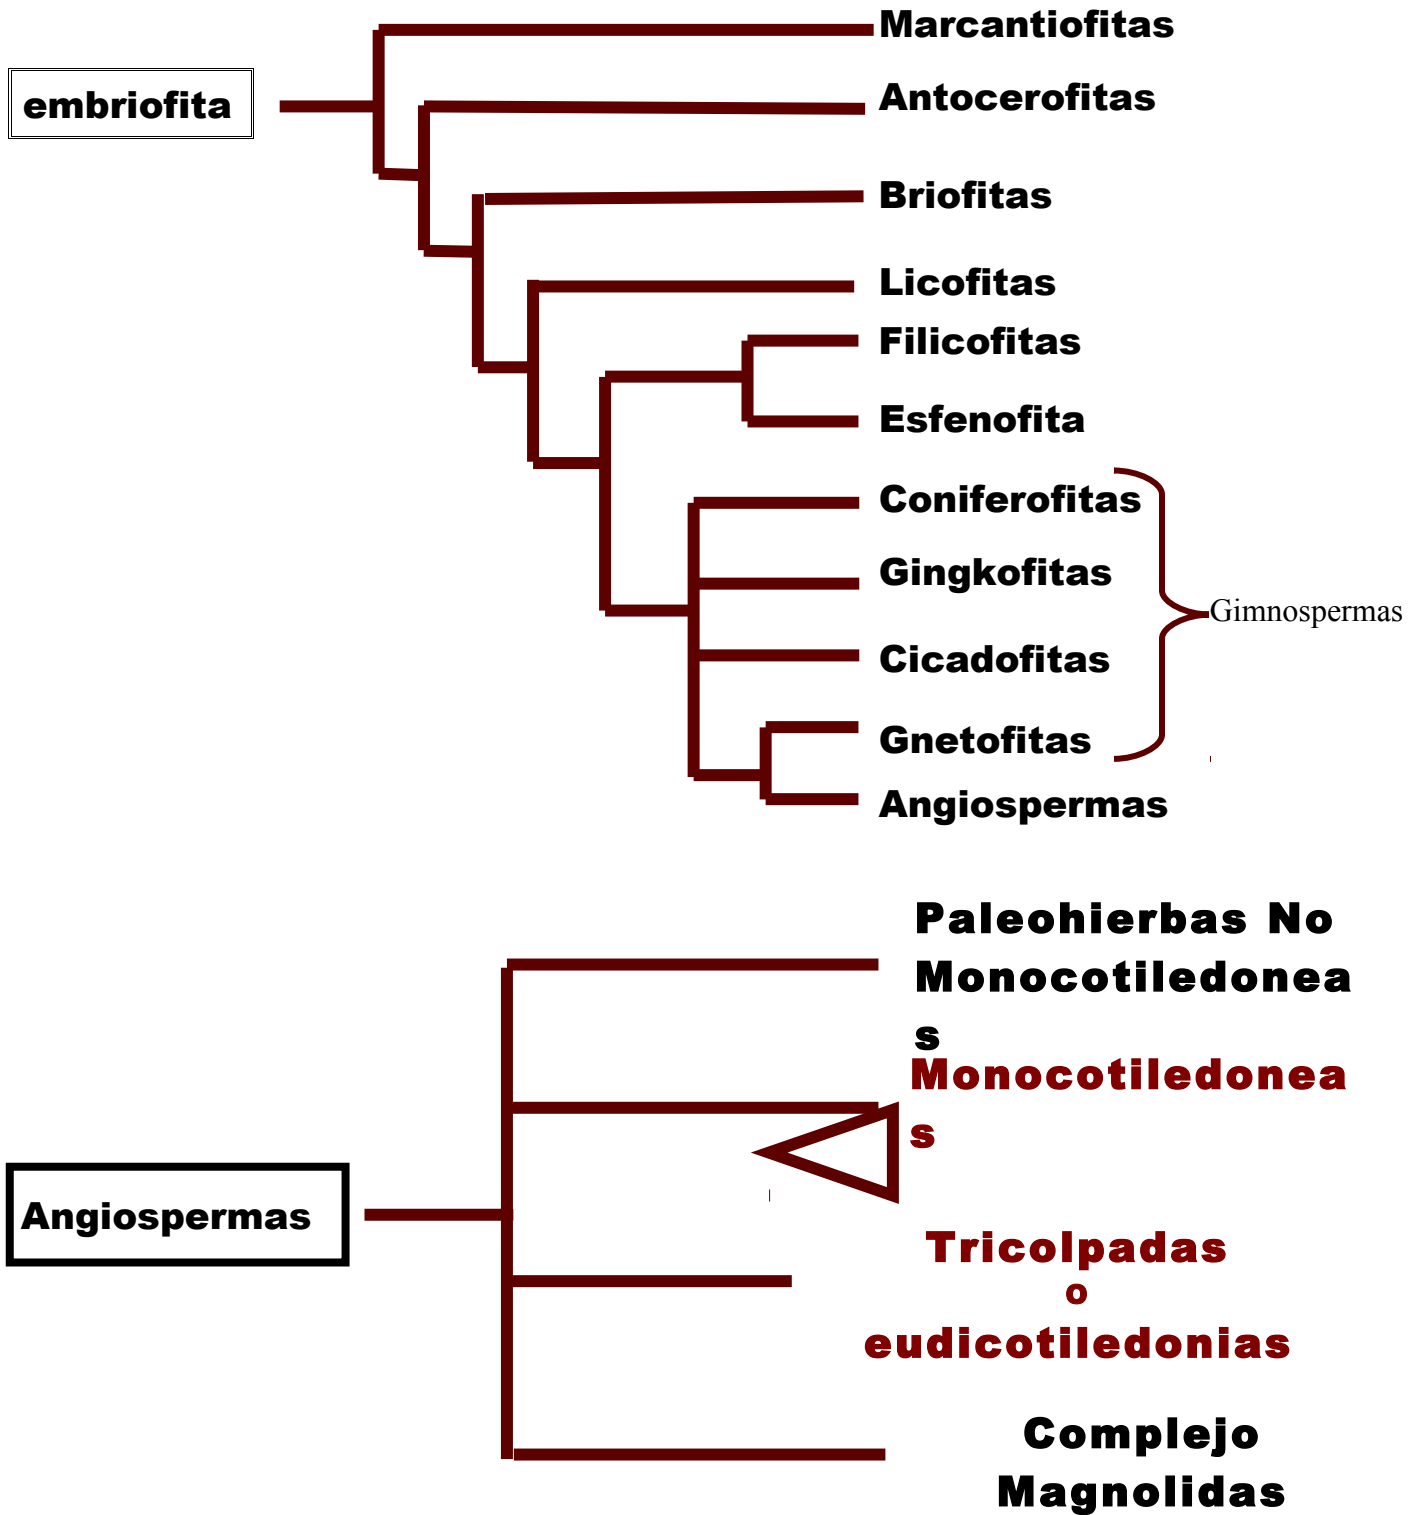 Marcantiofitas
embriofita
Antocerofitas
Briofitas
Licofitas
Filicofitas
Esfenofita
Coniferofitas
Gingkofitas
Gimnospermas
Cicadofitas
Gnetofitas
Angiospermas
Paleohierbas No
Monocotiledonea
s
Monocotiledonea
s
Angiospermas
Tricolpadas
o
eudicotiledonias
Complejo
Magnolidas